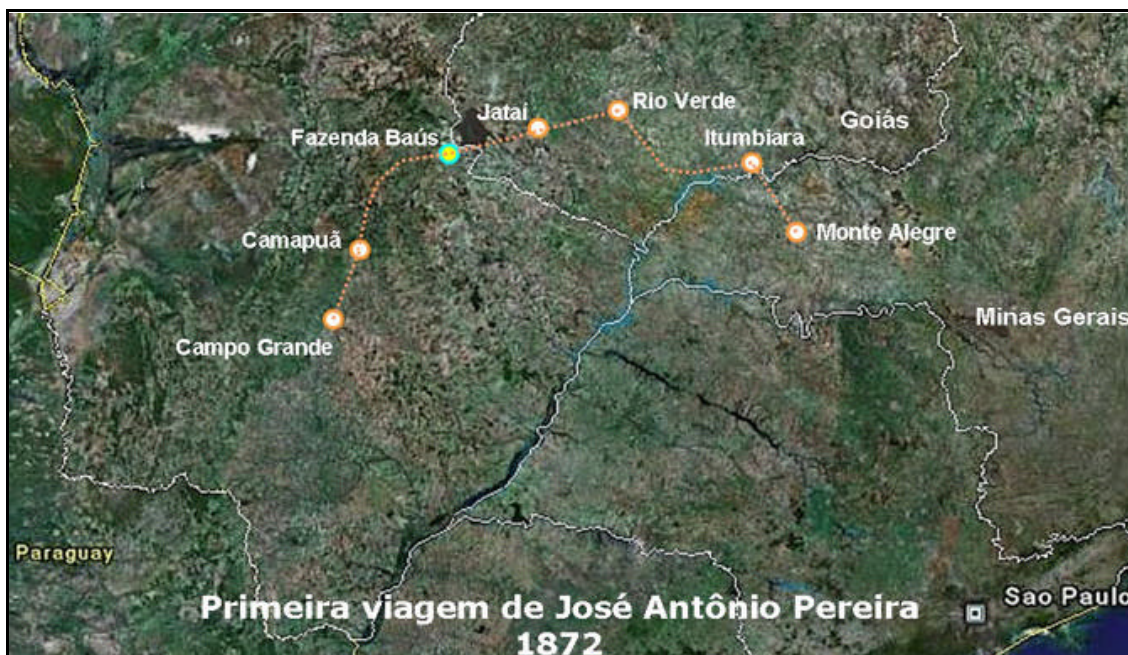 Rio Verde
Jataí
Goiás
Fazenda Baús
Itumbiara
Monte Alegre
Camapuã
Minas Gerais
Campo Grande
Paraguay
Sao Paulo
Primeira viagem de José Antônio Pereira
1872